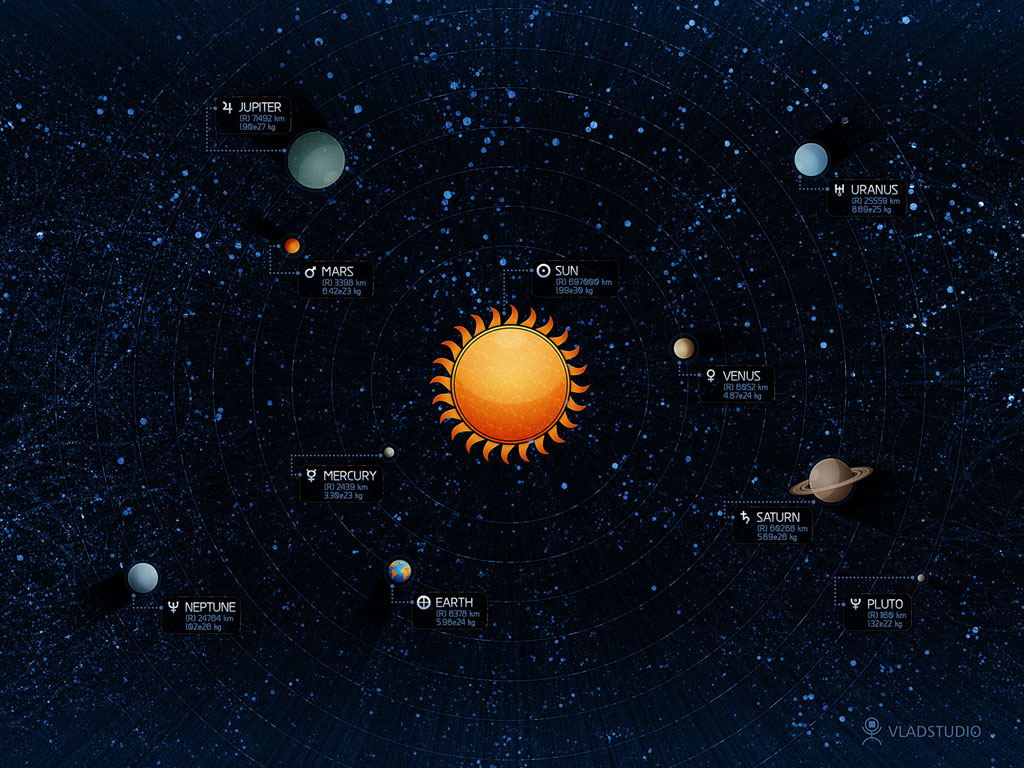 JUPITER
(R) 71492 km
1.90e27 kg
URANUS
(R) 25559 km
8.69e25 kg
MARS
(R) 3398 km
6.42e23 kg
SUN
(R) 697000 km
1.99e30 kg
VENUS
(R) 6052 km
4.87e24 kg
MERCURY
(R) 2439 km
3.30e23 kg
SATURN
(R) 60268 km
5.69e26 kg
NEPTUNE
(R) 24764 km
1.02e26 kg
EARTH
(R) 6378 km
5.98e24 kg
PLUTO
(R) 1160 km
1.32e22 kg
VLADSTUDIO